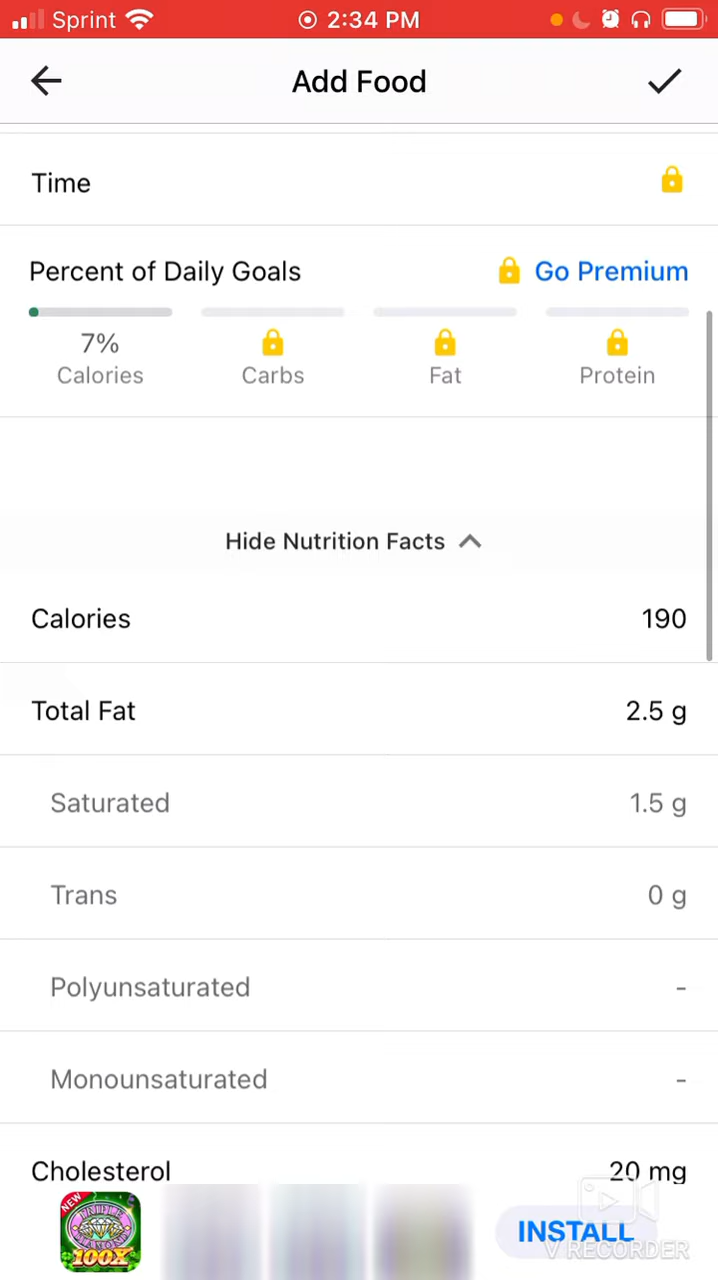 Sprint 2:34 PM
Add Food
Time
Percent of Daily Goals Go Premium
7%
Calories Carbs Fat Protein
Hide Nutrition Facts
Calories 190
Total Fat 2.5 g
Saturated 1.5 g
Trans 0 g
Polyunsaturated -
Monounsaturated -
Cholesterol 20 mg
NEW
100X
INSTALL
V RECORDER